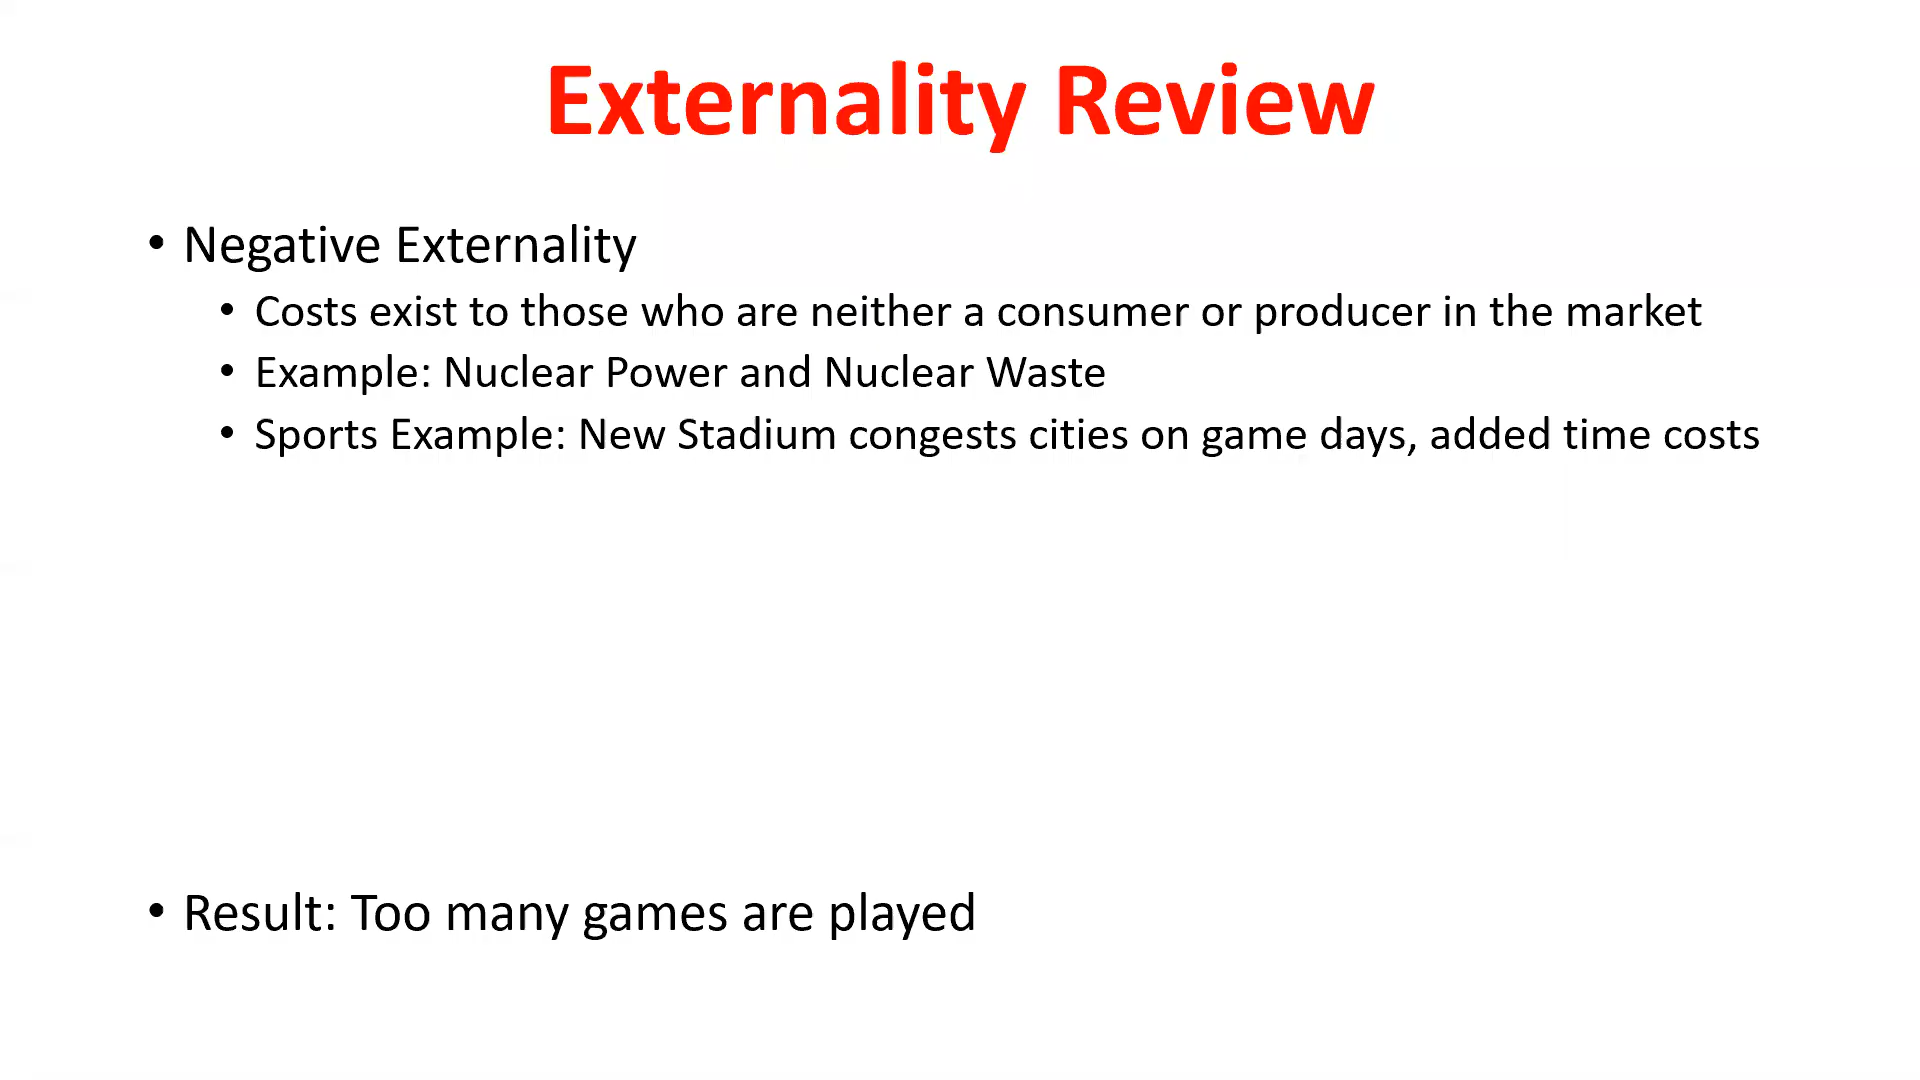 Externality Review
• Negative Externality
• Costs exist to those who are neither a consumer or producer in the market
• Example: Nuclear Power and Nuclear Waste
• Sports Example: New Stadium congests cities on game days, added time costs
• Result: Too many games are played